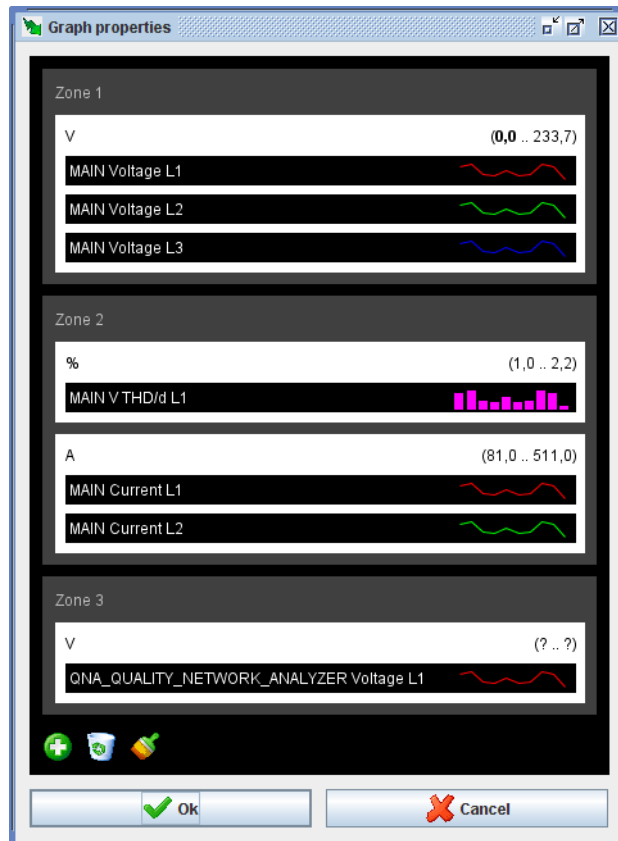 Graph properties
Zone 1
V (0,0 .. 233,7)
MAIN Voltage L1
MAIN Voltage L2
MAIN Voltage L3
Zone 2
% (1,0 .. 2,2)
MAIN V THD/d L1
A (81,0 .. 511,0)
MAIN Current L1
MAIN Current L2
Zone 3
V (? .. ?)
QNA_QUALITY_NETWORK_ANALYZER Voltage L1
Ok Cancel